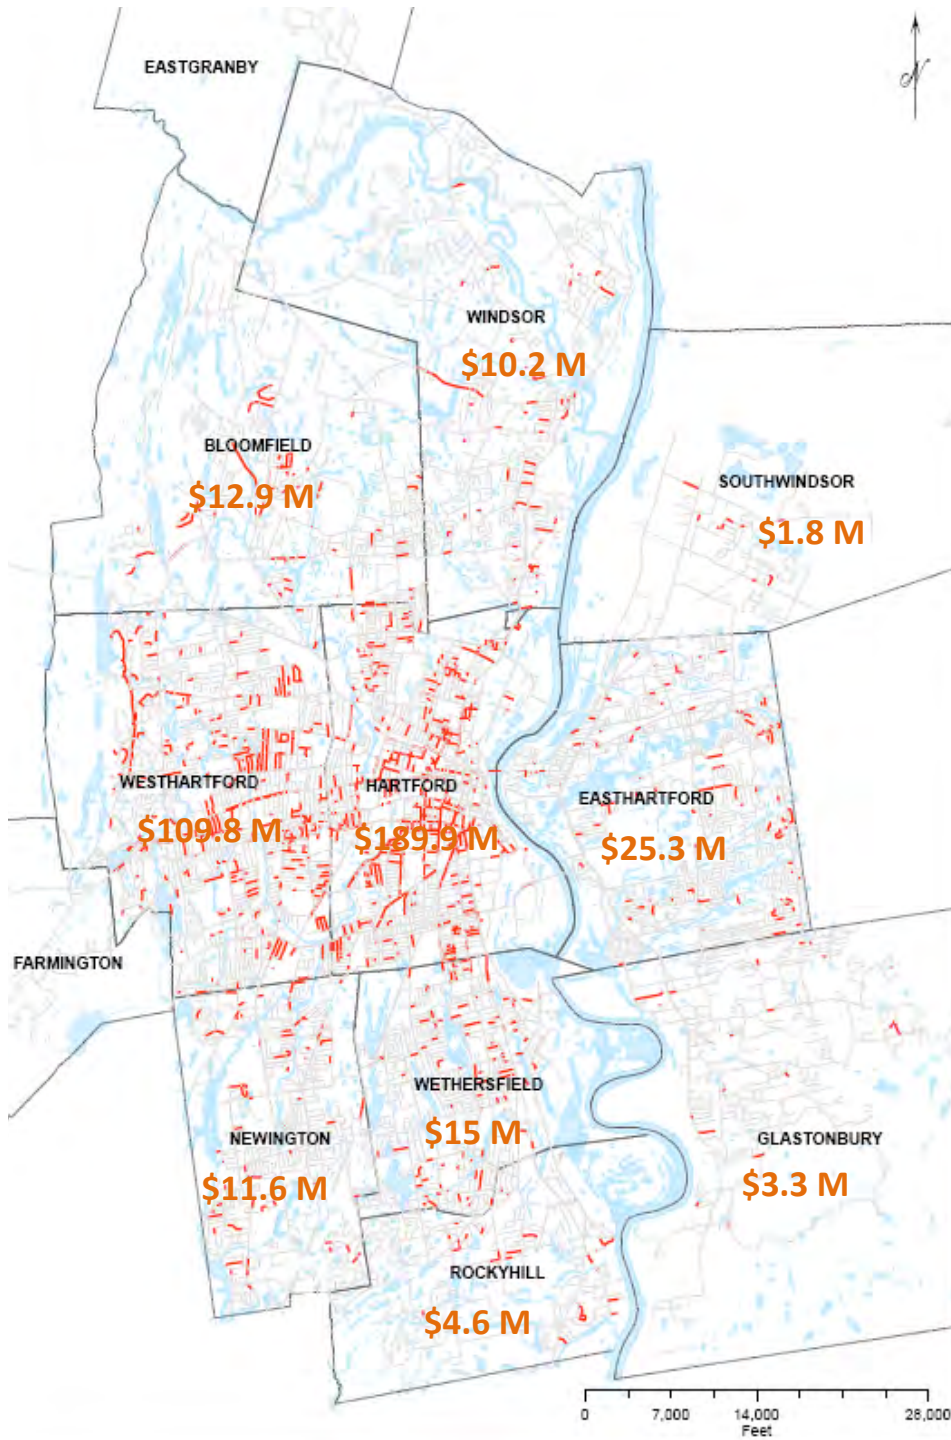 EASTGRANBY
N
WINDSOR
$10.2 M
BLOOMFIELD
$12.9 M
SOUTHWINDSOR
$1.8 M
WESTHARTFORD
$109.8 M
HARTFORD
$189.9 M
EASTHARTFORD
$25.3 M
FARMINGTON
WETHERSFIELD
$15 M
NEWINGTON
$11.6 M
GLASTONBURY
$3.3 M
ROCKYHILL
$4.6 M
0 7,000 14,000 28,000
Feet